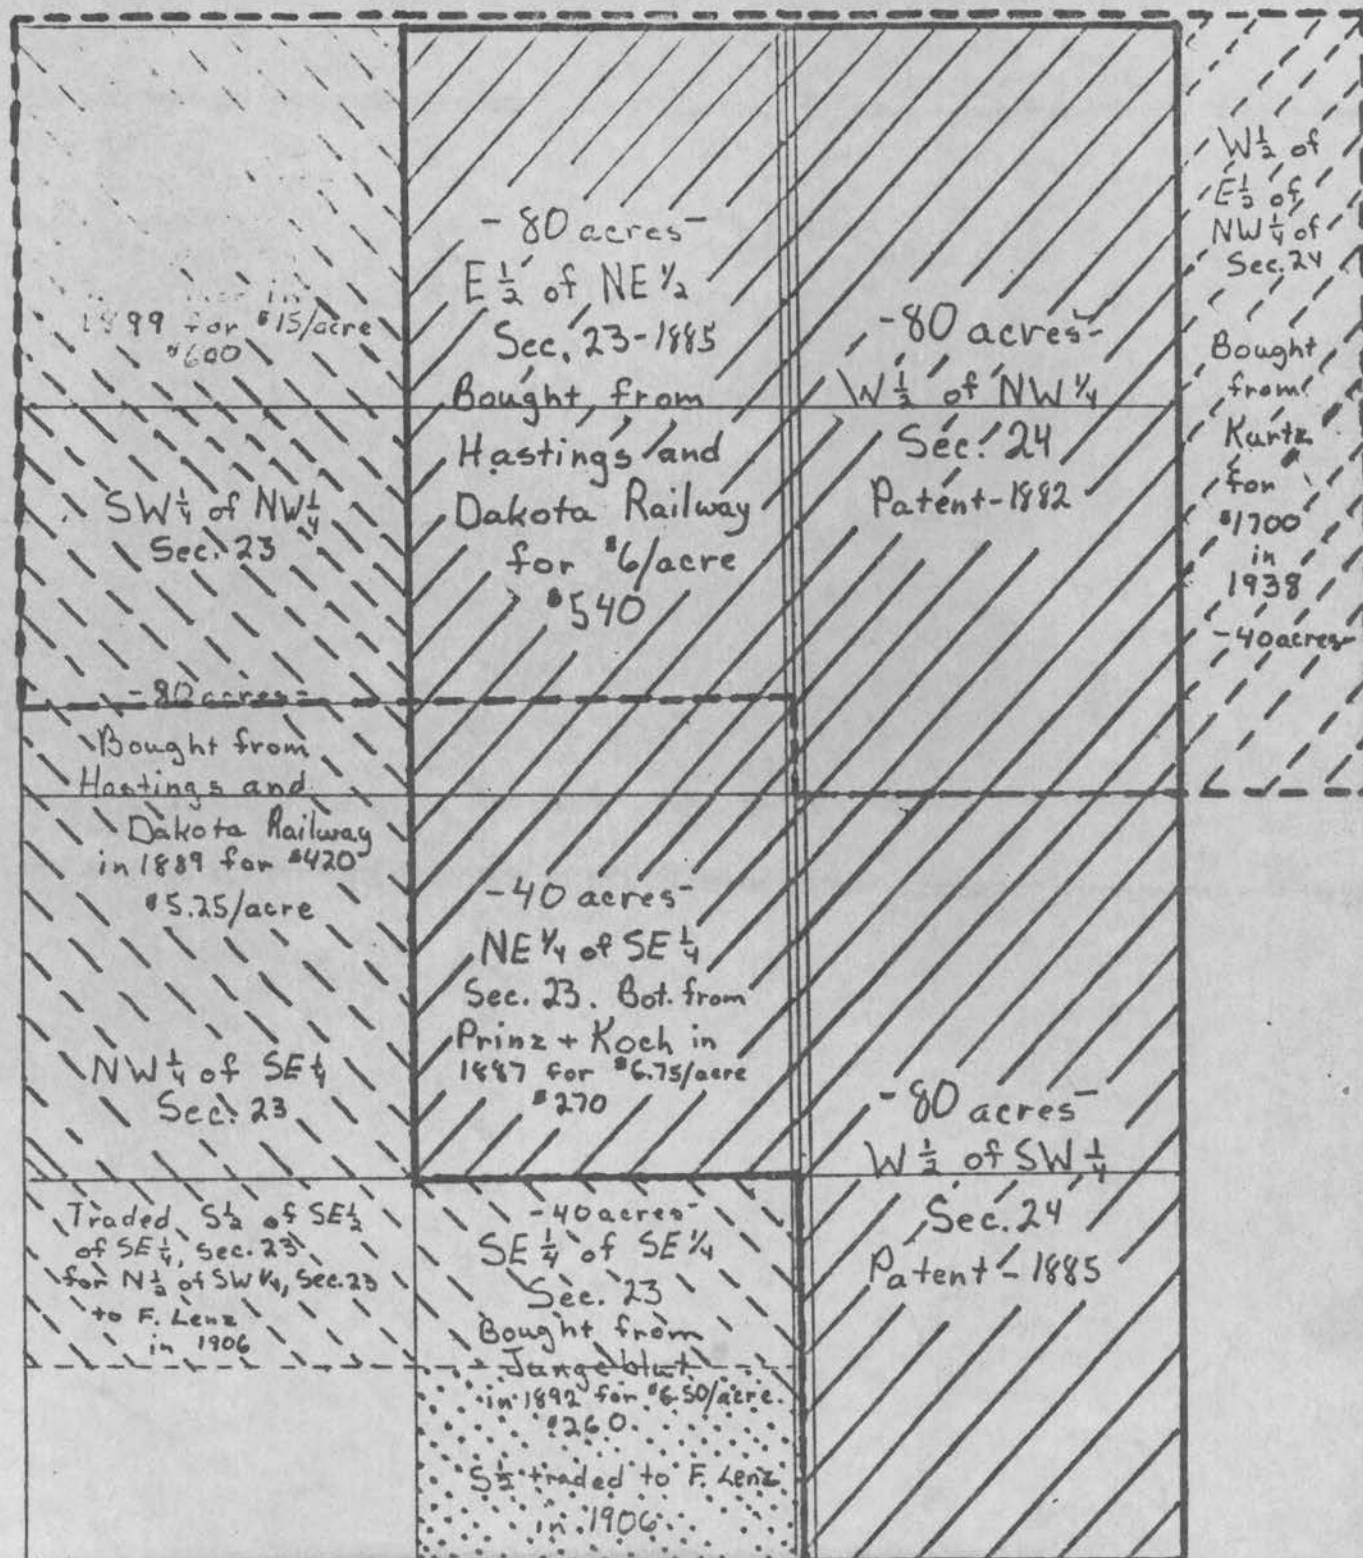 in
1899 for $15/acre
$600
SW¼ of NW¼
Sec. 23
-80 acres-
Bought from
Hastings and
Dakota Railway
in 1889 for $420
$5.25/acre
NW¼ of SE¼
Sec. 23
Traded S½ of SE½
of SE¼, Sec. 23
for N½ of SW¼, Sec. 23
to F. Lenz
in 1906
-80 acres-
E½ of NE½
Sec. 23-1885
Bought from
Hastings and
Dakota Railway
for $6/acre
$540
-40 acres-
NE¼ of SE¼
Sec. 23. Bot. from
Prinz + Koch in
1887 for $6.75/acre
$270
-40 acres-
SE¼ of SE¼
Sec. 23
Bought from
Jungeblut
in 1892 for $6.50/acre.
$260.
S½ traded to F. Lenz
in 1906
-80 acres-
W½ of NW¼
Sec. 24
Patent-1882
-80 acres-
W½ of SW¼
Sec. 24
Patent-1885
W½ of
E½ of
NW¼ of
Sec. 24
Bought
from
Kurtz
for
$1700
in
1938
-40 acres-